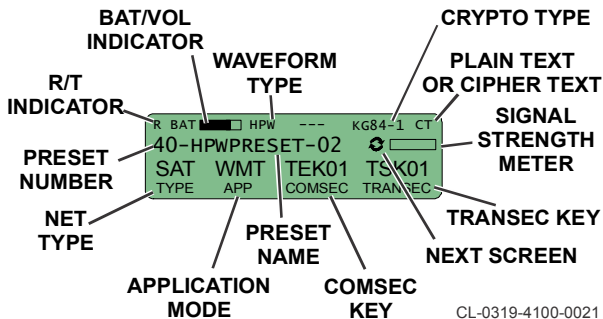 BAT/VOL
INDICATOR
CRYPTO TYPE
WAVEFORM
TYPE
PLAIN TEXT
OR CIPHER TEXT
R/T
INDICATOR
SIGNAL
STRENGTH
METER
R BAT HPW --- KG84-1 CT
40-HPWPRESET-02
SAT WMT TEK01 TSK01
TYPE APP COMSEC TRANSEC
PRESET
NUMBER
NET
TYPE
TRANSEC KEY
PRESET
NAME
NEXT SCREEN
APPLICATION
MODE
COMSEC
KEY
CL-0319-4100-0021